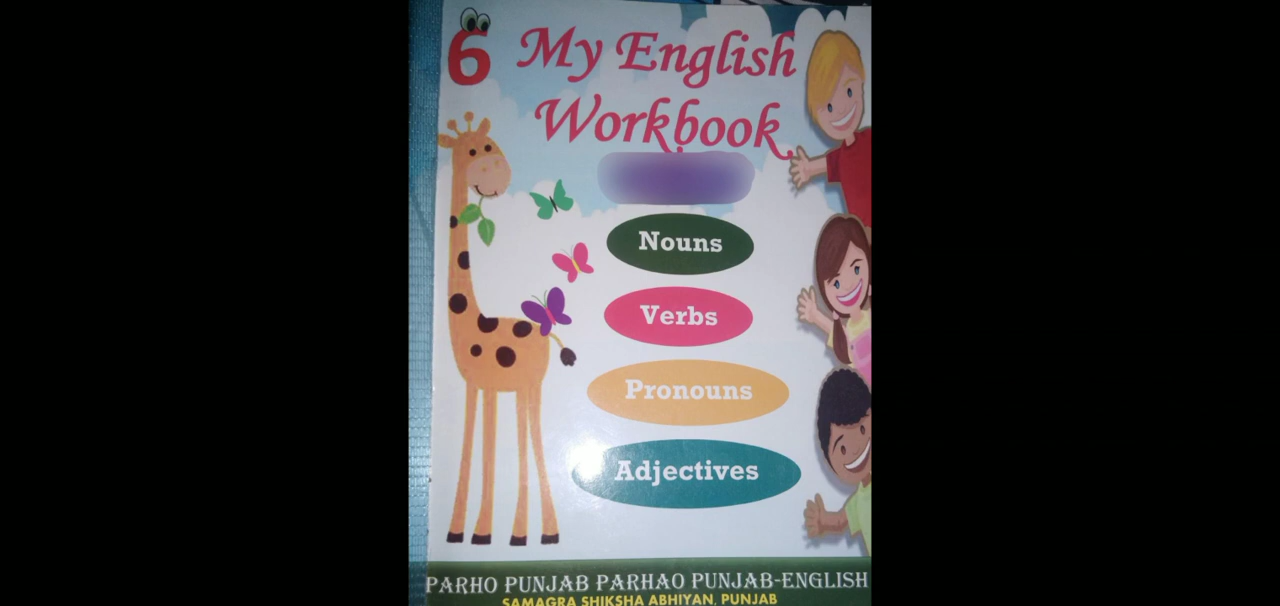 6 My English
Workbook
Nouns
Verbs
Pronouns
Adjectives
PARHO PUNJAB PARHAO PUNJAB-ENGLISH
SAMAGRA SHIKSHA ABHIYAN, PUNJAB